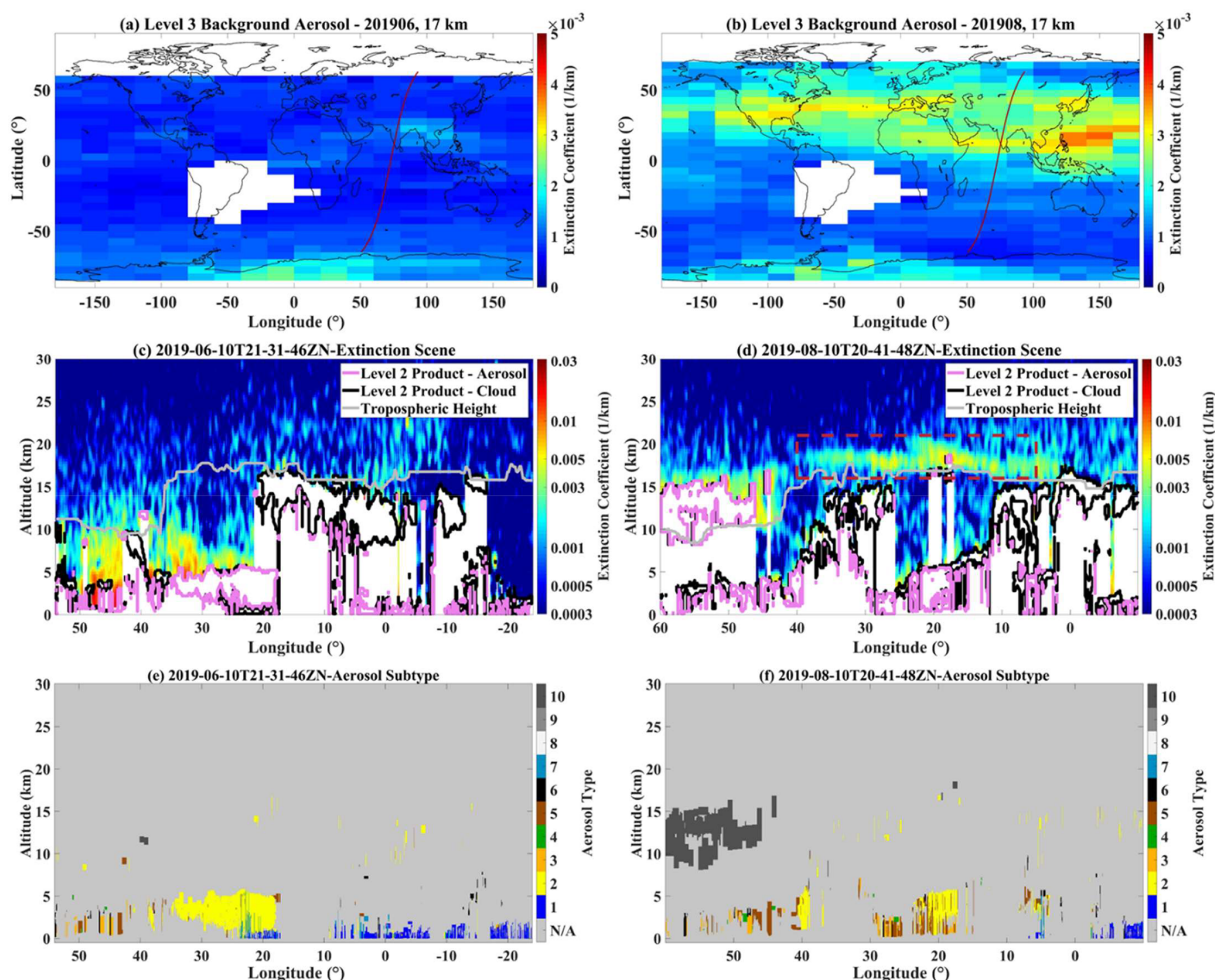 (a) Level 3 Background Aerosol - 201906, 17 km
×10⁻³
5
4
3
2
1
0
Extinction Coefficient (1/km)
50
0
-50
Latitude (°)
-150 -100 -50 0 50 100 150
Longitude (°)
(b) Level 3 Background Aerosol - 201908, 17 km
×10⁻³
5
4
3
2
1
0
Extinction Coefficient (1/km)
50
0
-50
Latitude (°)
-150 -100 -50 0 50 100 150
Longitude (°)
(c) 2019-06-10T21-31-46ZN-Extinction Scene
Level 2 Product - Aerosol
Level 2 Product - Cloud
Tropospheric Height
30
25
20
15
10
5
0
Altitude (km)
50 40 30 20 10 0 -10 -20
Longitude (°)
0.03
0.01
0.005
0.003
0.001
0.0005
0.0003
Extinction Coefficient (1/km)
(d) 2019-08-10T20-41-48ZN-Extinction Scene
Level 2 Product - Aerosol
Level 2 Product - Cloud
Tropospheric Height
30
25
20
15
10
5
0
Altitude (km)
60 50 40 30 20 10 0
Longitude (°)
0.03
0.01
0.005
0.003
0.001
0.0005
0.0003
Extinction Coefficient (1/km)
(e) 2019-06-10T21-31-46ZN-Aerosol Subtype
30
25
20
15
10
5
0
Altitude (km)
50 40 30 20 10 0 -10 -20
Longitude (°)
10
9
8
7
6
5
4
3
2
1
N/A
Aerosol Type
(f) 2019-08-10T20-41-48ZN-Aerosol Subtype
30
25
20
15
10
5
0
Altitude (km)
50 40 30 20 10 0
Longitude (°)
10
9
8
7
6
5
4
3
2
1
N/A
Aerosol Type